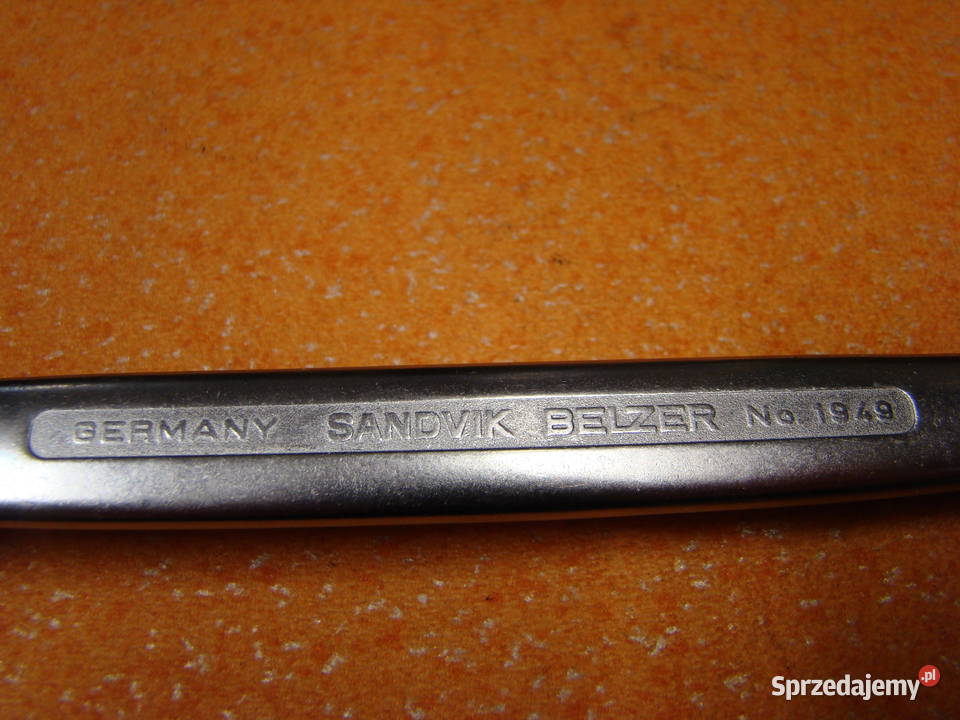 GERMANY SANDVIK BELZER No. 1949
Sprzedajemy.pl